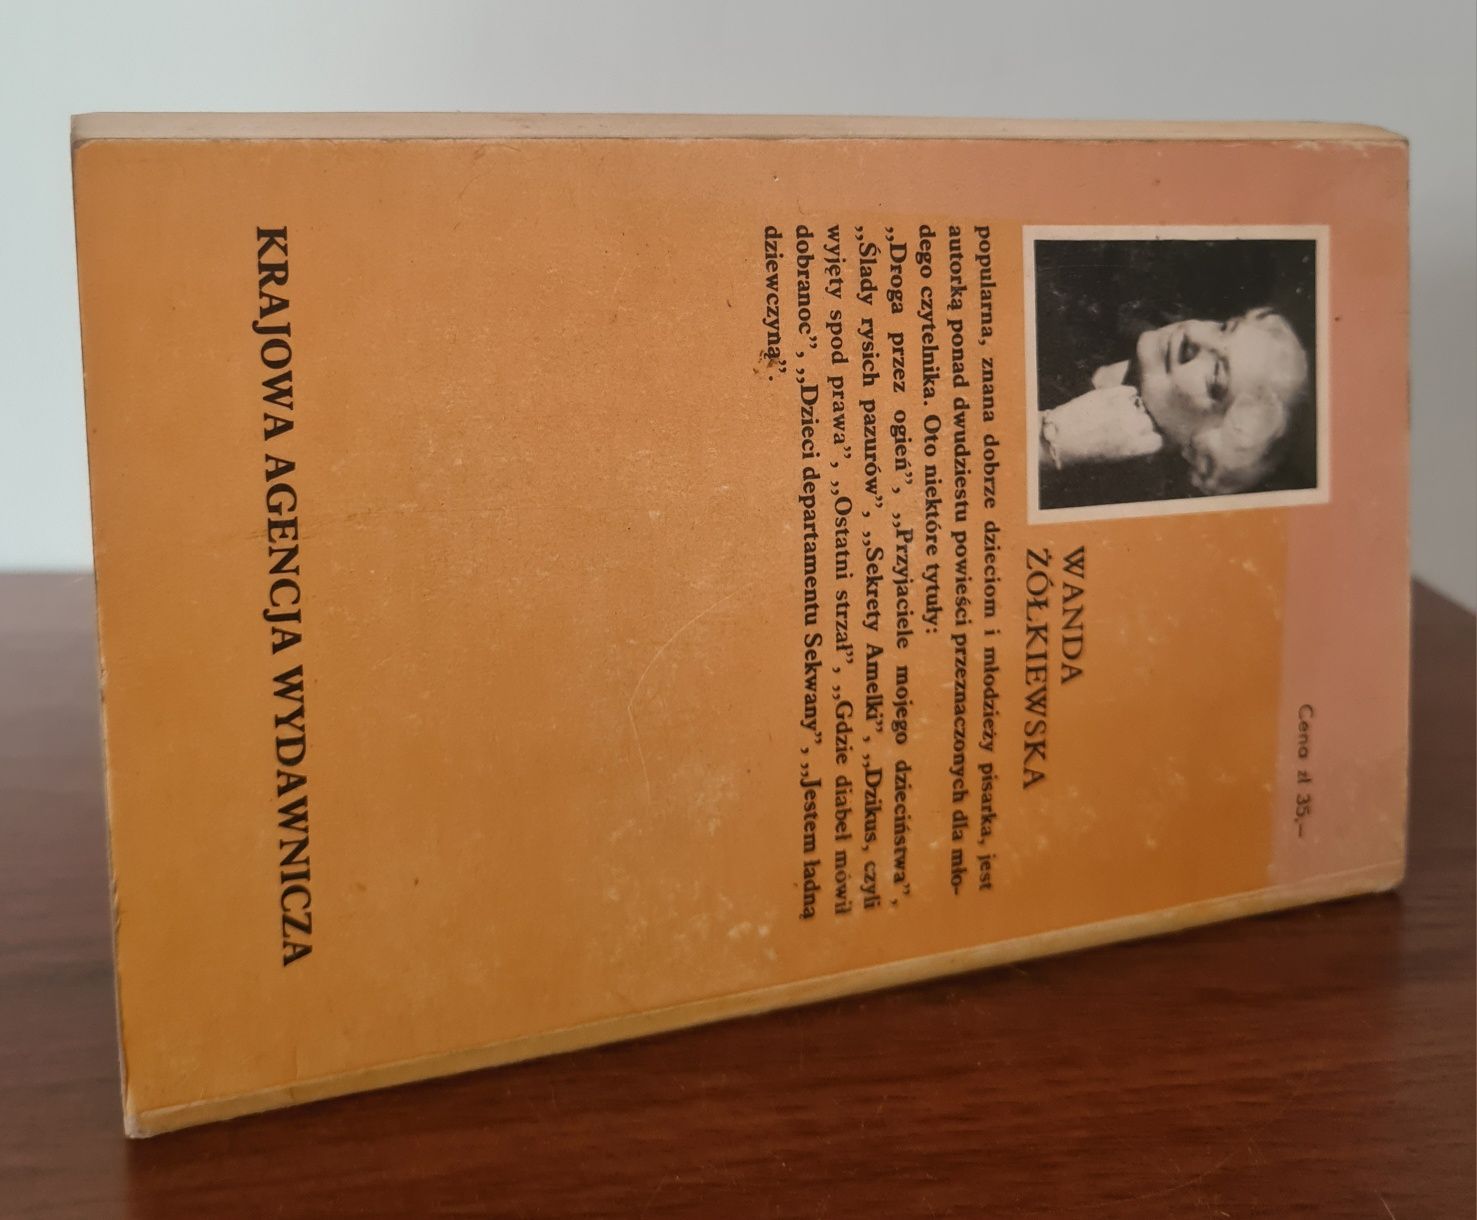 Cena zł 35,—
WANDA
ŻÓŁKIEWSKA
popularna, znana dobrze dzieciom i młodzieży pisarka, jest
autorką ponad dwudziestu powieści przeznaczonych dla mło-
dego czytelnika. Oto niektóre tytuły:
„Droga przez ogień”, „Przyjaciele mojego dzieciństwa”,
„Ślady rysich pazurów”, „Sekrety Amelki”, „Dzikus, czyli
wyjęty spod prawa”, „Ostatni strzał”, „Gdzie diabeł mówił
dobranoc”, „Dzieci departamentu Sekwany”, „Jestem ładną
dziewczyną”.
KRAJOWA AGENCJA WYDAWNICZA